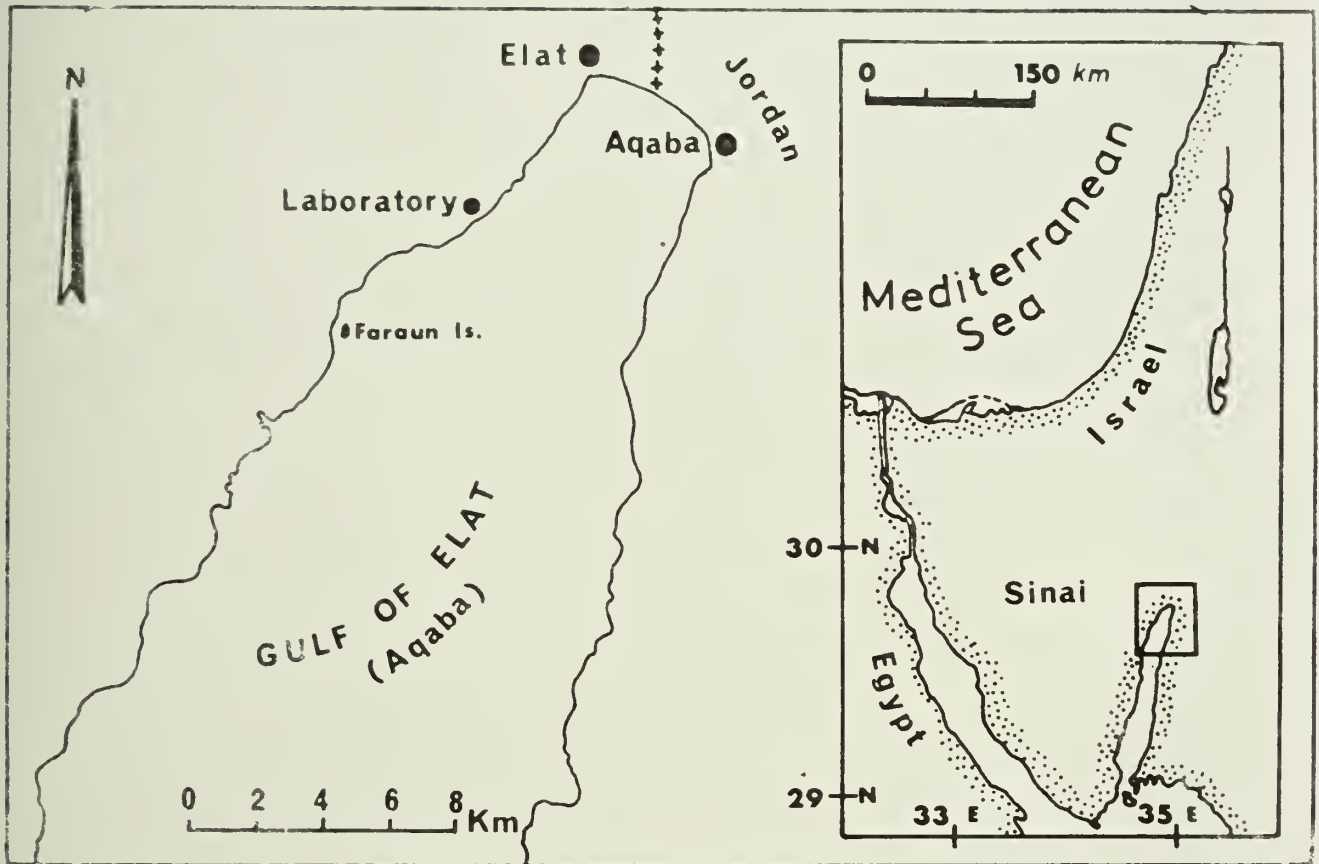 N
Elat
Jordan
Aqaba
Laboratory
Faraun Is.
GULF OF ELAT
(Aqaba)
0 2 4 6 8 Km
0 150 km
Mediterranean
Sea
Israel
30 N
Sinai
Egypt
29 N
33 E 35 E